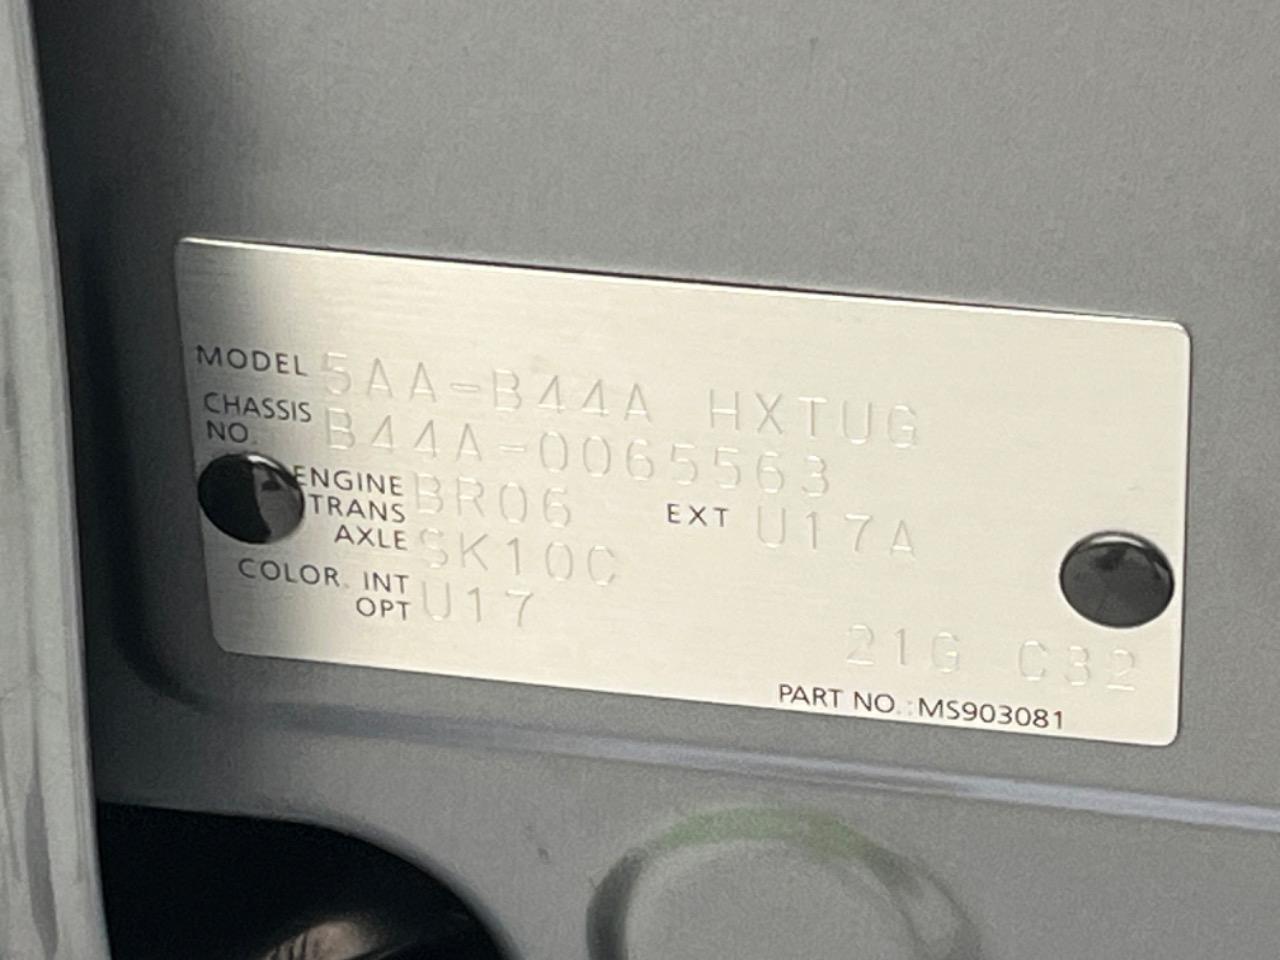 MODEL 5AA-B44A HXTUG
CHASSIS NO. B44A-0065563
ENGINE BR06 EXT U17A
TRANS AXLE SK10C
COLOR. INT OPT U17
21G C32
PART NO.:MS903081